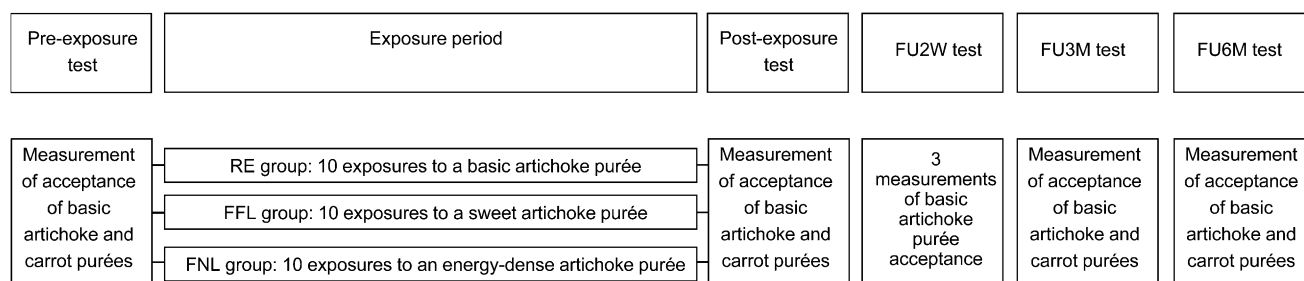 Pre-exposure
test
Exposure period
Post-exposure
test
FU2W test
FU3M test
FU6M test
Measurement
of acceptance
of basic
artichoke and
carrot purées
RE group: 10 exposures to a basic artichoke purée
FFL group: 10 exposures to a sweet artichoke purée
FNL group: 10 exposures to an energy-dense artichoke purée
Measurement
of acceptance
of basic
artichoke and
carrot purées
3
measurements
of basic
artichoke
purée
acceptance
Measurement
of acceptance
of basic
artichoke and
carrot purées
Measurement
of acceptance
of basic
artichoke and
carrot purées